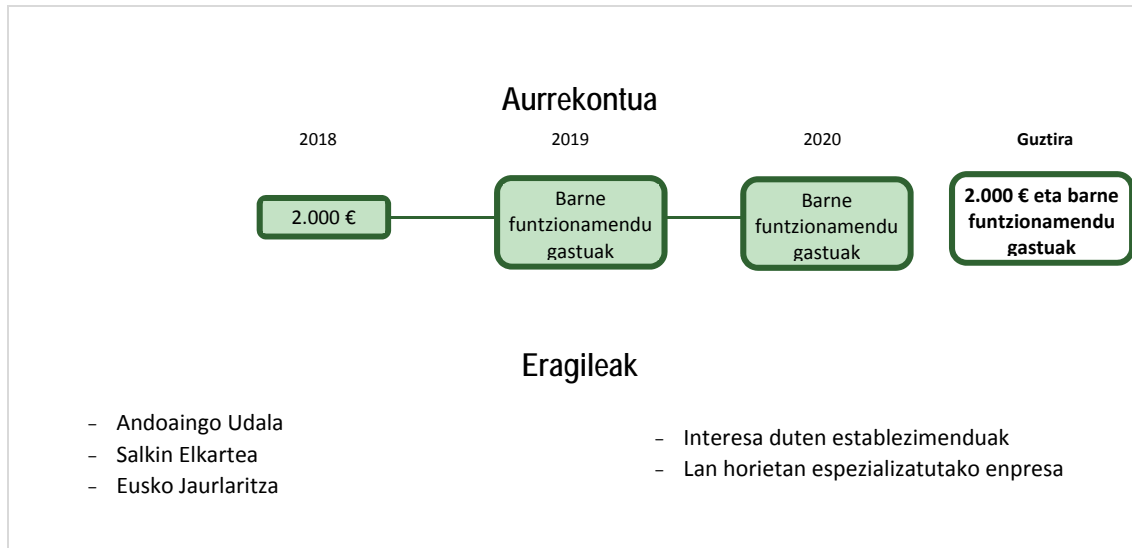 Aurrekontua
2018
2019
2020
Guztira
2.000 €
Barne
funtzionamendu
gastuak
Barne
funtzionamendu
gastuak
2.000 € eta barne
funtzionamendu
gastuak
Eragileak
- Andoaingo Udala
- Salkin Elkartea
- Eusko Jaurlaritza
- Interesa duten establezimenduak
- Lan horietan espezializatutako enpresa